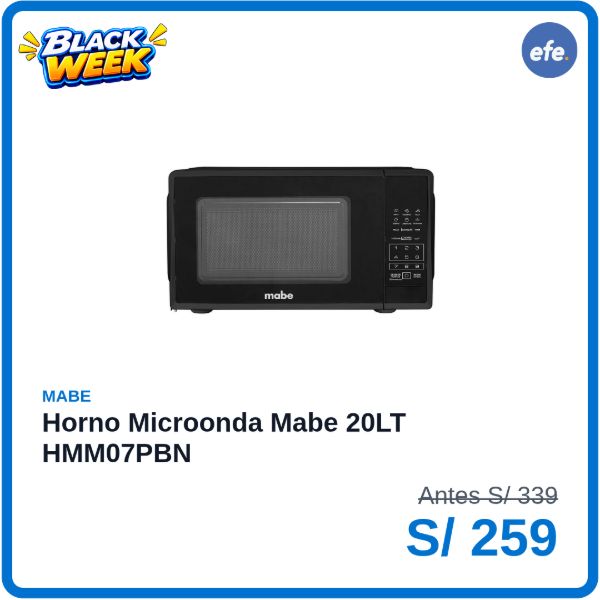 BLACK
WEEK
efe.
mabe
MABE
Horno Microonda Mabe 20LT
HMM07PBN
Antes S/ 339
S/ 259